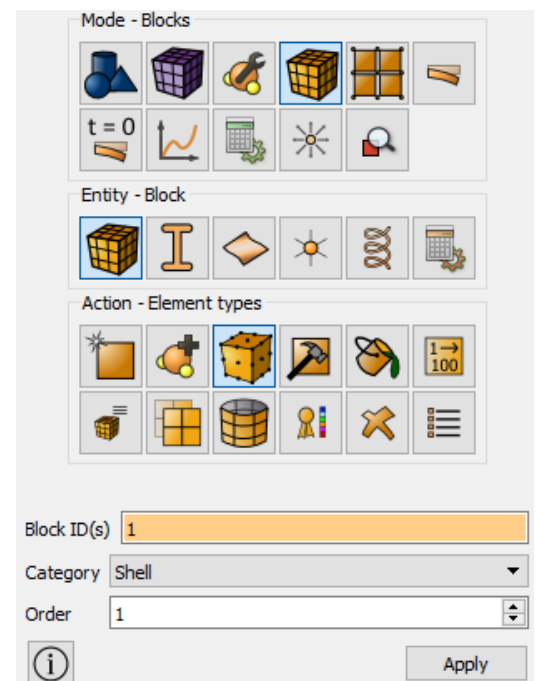 Mode - Blocks
t = 0
Entity - Block
Action - Element types
1→
100
Block ID(s) 1
Category Shell
Order 1
i
Apply